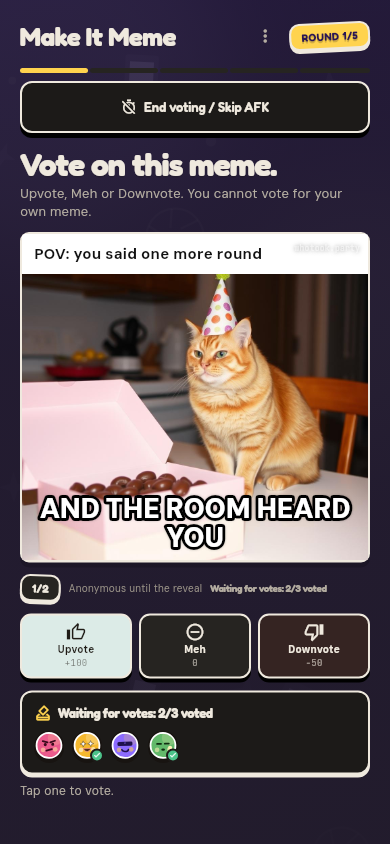 Make It Meme
ROUND 1/5
End voting / Skip AFK
Vote on this meme.
Upvote, Meh or Downvote. You cannot vote for your
own meme.
POV: you said one more round
AND THE ROOM HEARD
YOU
1/2
Anonymous until the reveal
Waiting for votes: 2/3 voted
Upvote
+100
Meh
0
Downvote
-50
Waiting for votes: 2/3 voted
Tap one to vote.